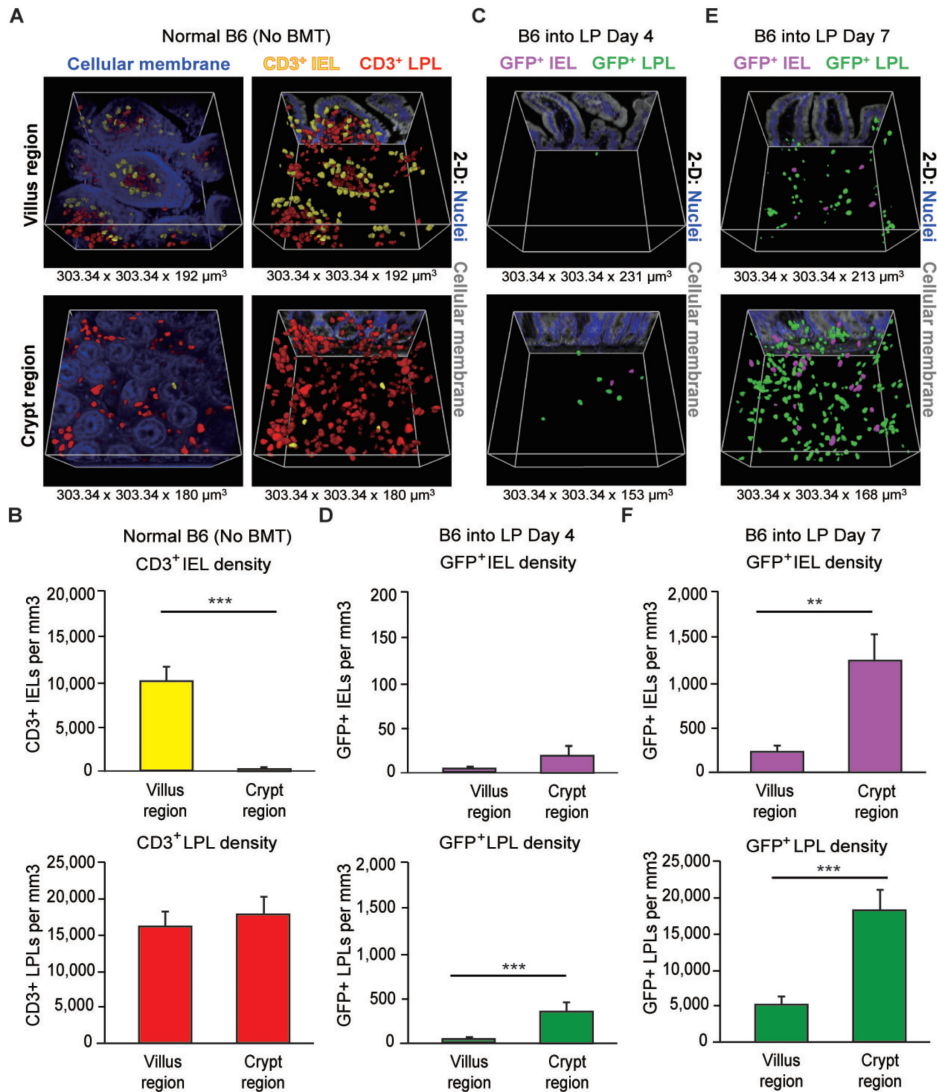 A
Normal B6 (No BMT)
Cellular membrane
CD3+ IEL CD3+ LPL
Villus region
303.34 x 303.34 x 192 µm³
303.34 x 303.34 x 192 µm³
Crypt region
303.34 x 303.34 x 180 µm³
303.34 x 303.34 x 180 µm³
C
B6 into LP Day 4
GFP+ IEL GFP+ LPL
2-D: Nuclei Cellular membrane
303.34 x 303.34 x 231 µm³
303.34 x 303.34 x 153 µm³
E
B6 into LP Day 7
GFP+ IEL GFP+ LPL
2-D: Nuclei Cellular membrane
303.34 x 303.34 x 213 µm³
303.34 x 303.34 x 168 µm³
2-D: Nuclei Cellular membrane
B
Normal B6 (No BMT)
CD3+ IEL density
CD3+ IELs per mm3
20,000
15,000
10,000
5,000
0
***
Villus
region
Crypt
region
CD3+ LPL density
CD3+ LPLs per mm3
25,000
20,000
15,000
10,000
5,000
0
Villus
region
Crypt
region
D
B6 into LP Day 4
GFP+ IEL density
GFP+ IELs per mm3
200
150
100
50
0
Villus
region
Crypt
region
GFP+ LPL density
GFP+ LPLs per mm3
2,000
1,500
1,000
500
0
***
Villus
region
Crypt
region
F
B6 into LP Day 7
GFP+ IEL density
GFP+ IELs per mm3
2,000
1,500
1,000
500
0
**
Villus
region
Crypt
region
GFP+ LPL density
GFP+ LPLs per mm3
25,000
20,000
15,000
10,000
5,000
0
***
Villus
region
Crypt
region